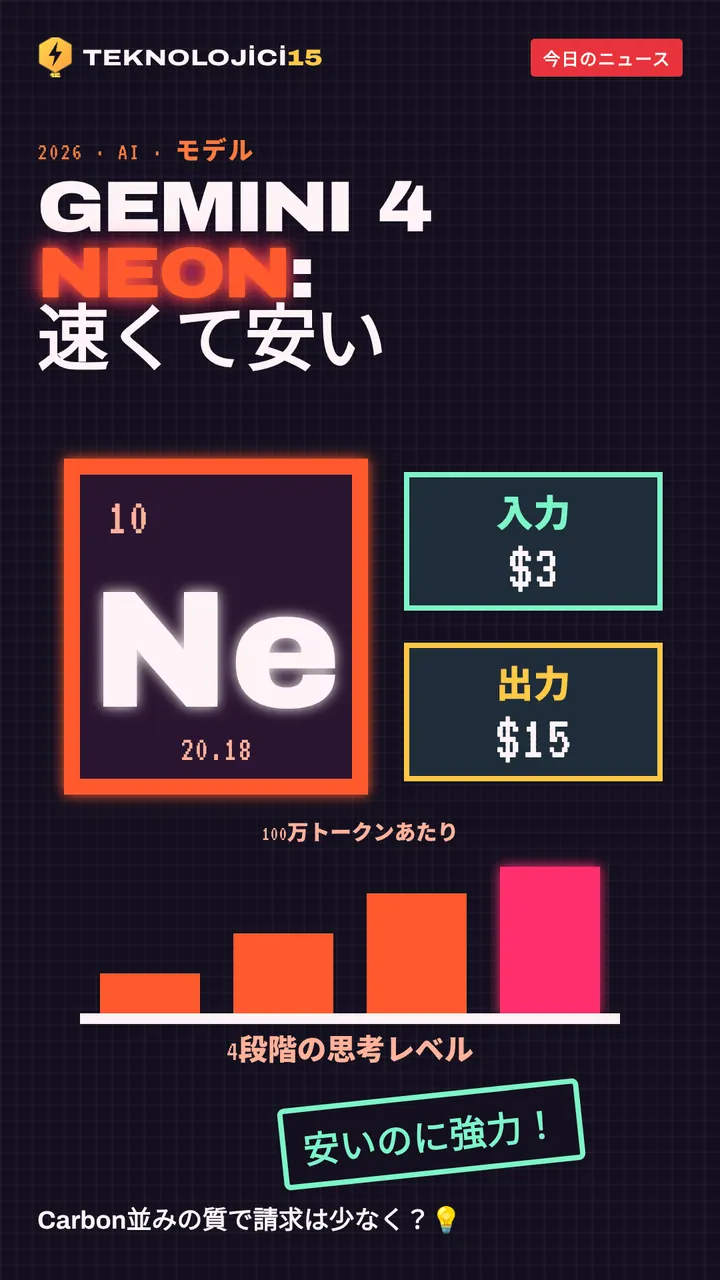 TEKNOLOJİCİ15
今日のニュース
2026 · AI · モデル
GEMINI 4
NEON:
速くて安い
10
Ne
20.18
入力
$3
出力
$15
100万トークンあたり
4段階の思考レベル
安いのに強力！
Carbon並みの質で請求は少なく？💡